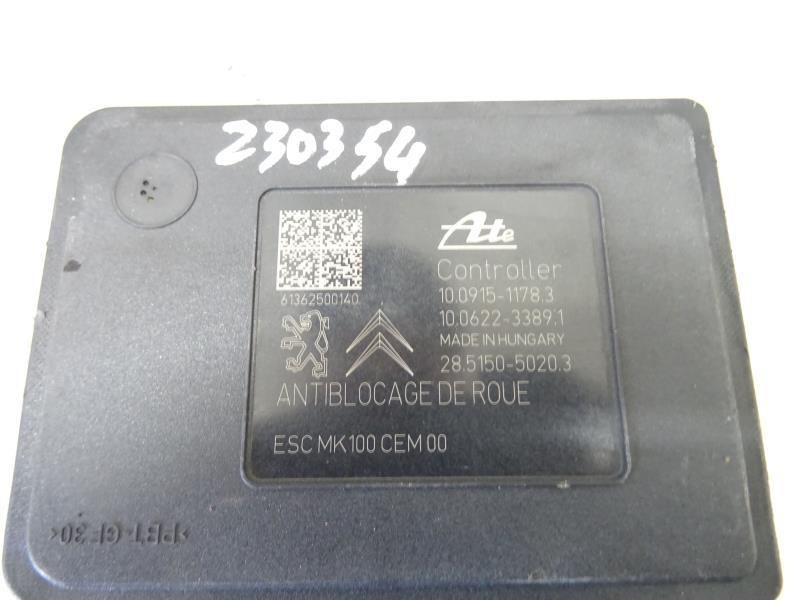 230354
Ate
Controller
10.0915-1178.3
61362500140
10.0622-3389.1
MADE IN HUNGARY
28.5150-5020.3
ANTIBLOCAGE DE ROUE
ESC MK100 CEM 00
>PBT-GF30<